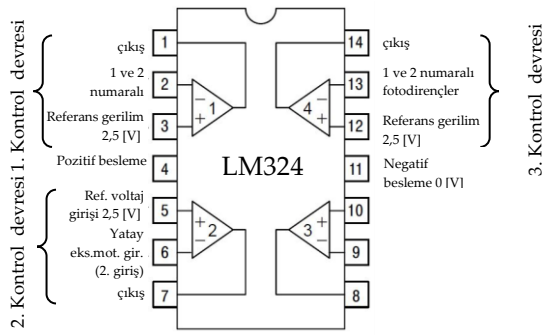 1. Kontrol devresi
çıkış
1
1 ve 2
numaralı
2
Referans gerilim
2,5 [V]
3
Pozitif besleme
4
2. Kontrol devresi
Ref. voltaj
girişi 2,5 [V]
5
Yatay
eks.mot. gir.
(2. giriş)
6
çıkış
7
LM324
− + 1
+ − 2
− + 4
+ − 3
14
çıkış
13
1 ve 2 numaralı
fotodirençler
12
Referans gerilim
2,5 [V]
11
Negatif
besleme 0 [V]
10
9
8
3. Kontrol devresi